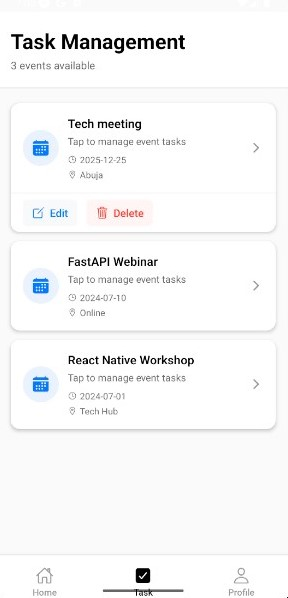 Task Management
3 events available
Tech meeting
Tap to manage event tasks
2025-12-25
Abuja
Edit
Delete
FastAPI Webinar
Tap to manage event tasks
2024-07-10
Online
React Native Workshop
Tap to manage event tasks
2024-07-01
Tech Hub
Home
Task
Profile